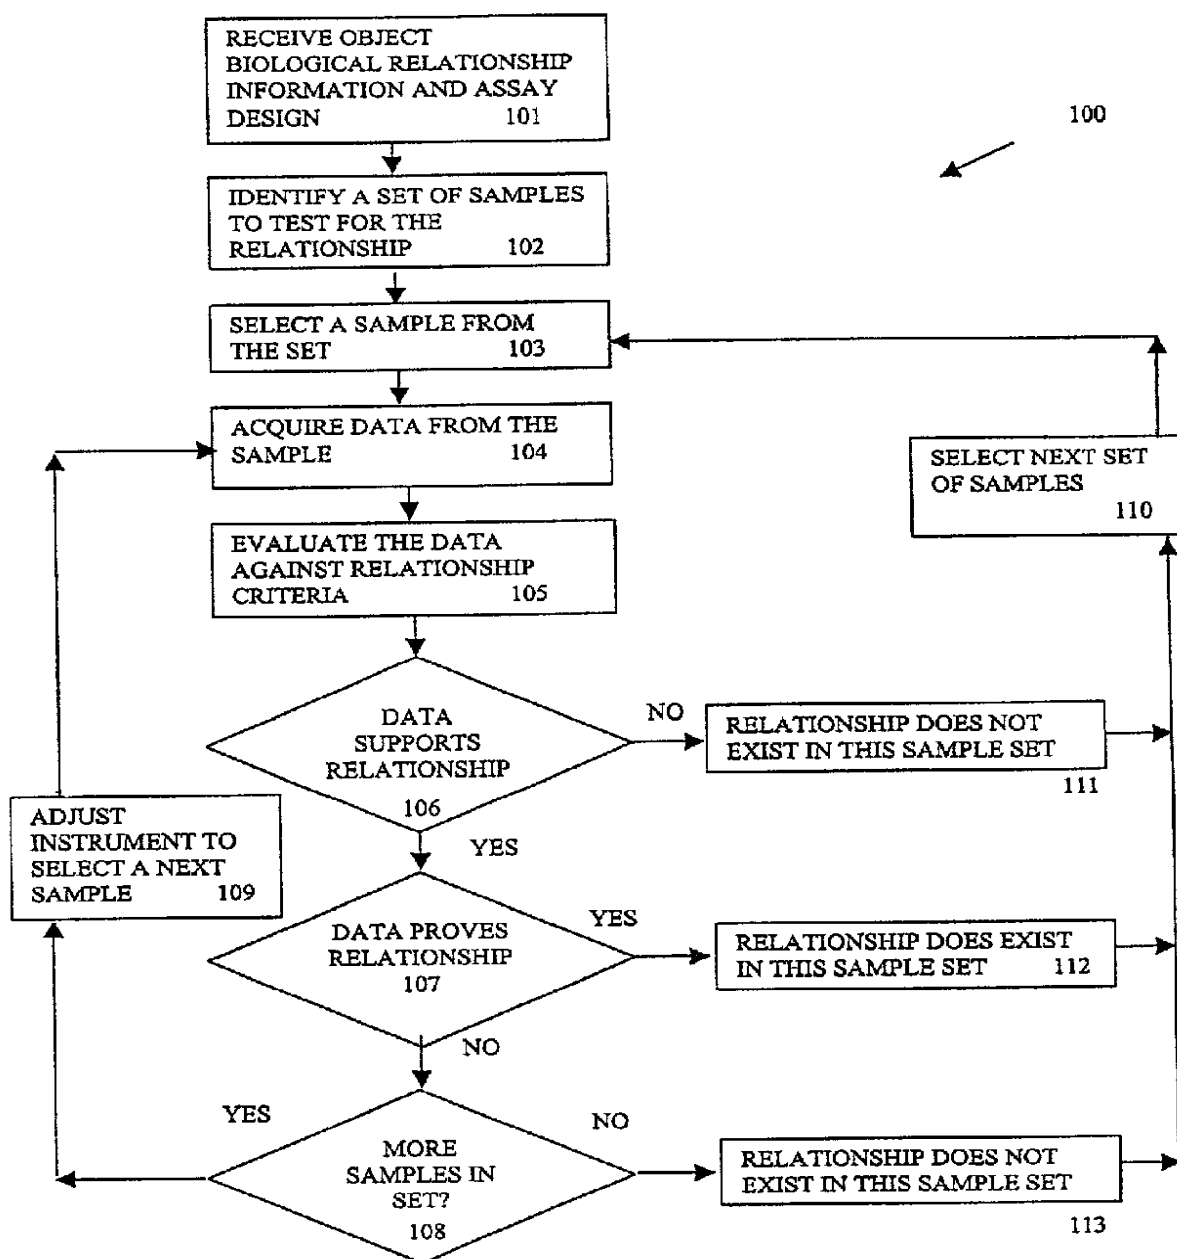 RECEIVE OBJECT
BIOLOGICAL RELATIONSHIP
INFORMATION AND ASSAY
DESIGN 101
100
IDENTIFY A SET OF SAMPLES
TO TEST FOR THE
RELATIONSHIP 102
SELECT A SAMPLE FROM
THE SET 103
ACQUIRE DATA FROM THE
SAMPLE 104
SELECT NEXT SET
OF SAMPLES
110
EVALUATE THE DATA
AGAINST RELATIONSHIP
CRITERIA 105
DATA
SUPPORTS
RELATIONSHIP
106
NO
RELATIONSHIP DOES NOT
EXIST IN THIS SAMPLE SET
111
ADJUST
INSTRUMENT TO
SELECT A NEXT
SAMPLE 109
YES
DATA PROVES
RELATIONSHIP
107
YES
RELATIONSHIP DOES EXIST
IN THIS SAMPLE SET 112
NO
YES
MORE
SAMPLES IN
SET?
108
NO
RELATIONSHIP DOES NOT
EXIST IN THIS SAMPLE SET
113